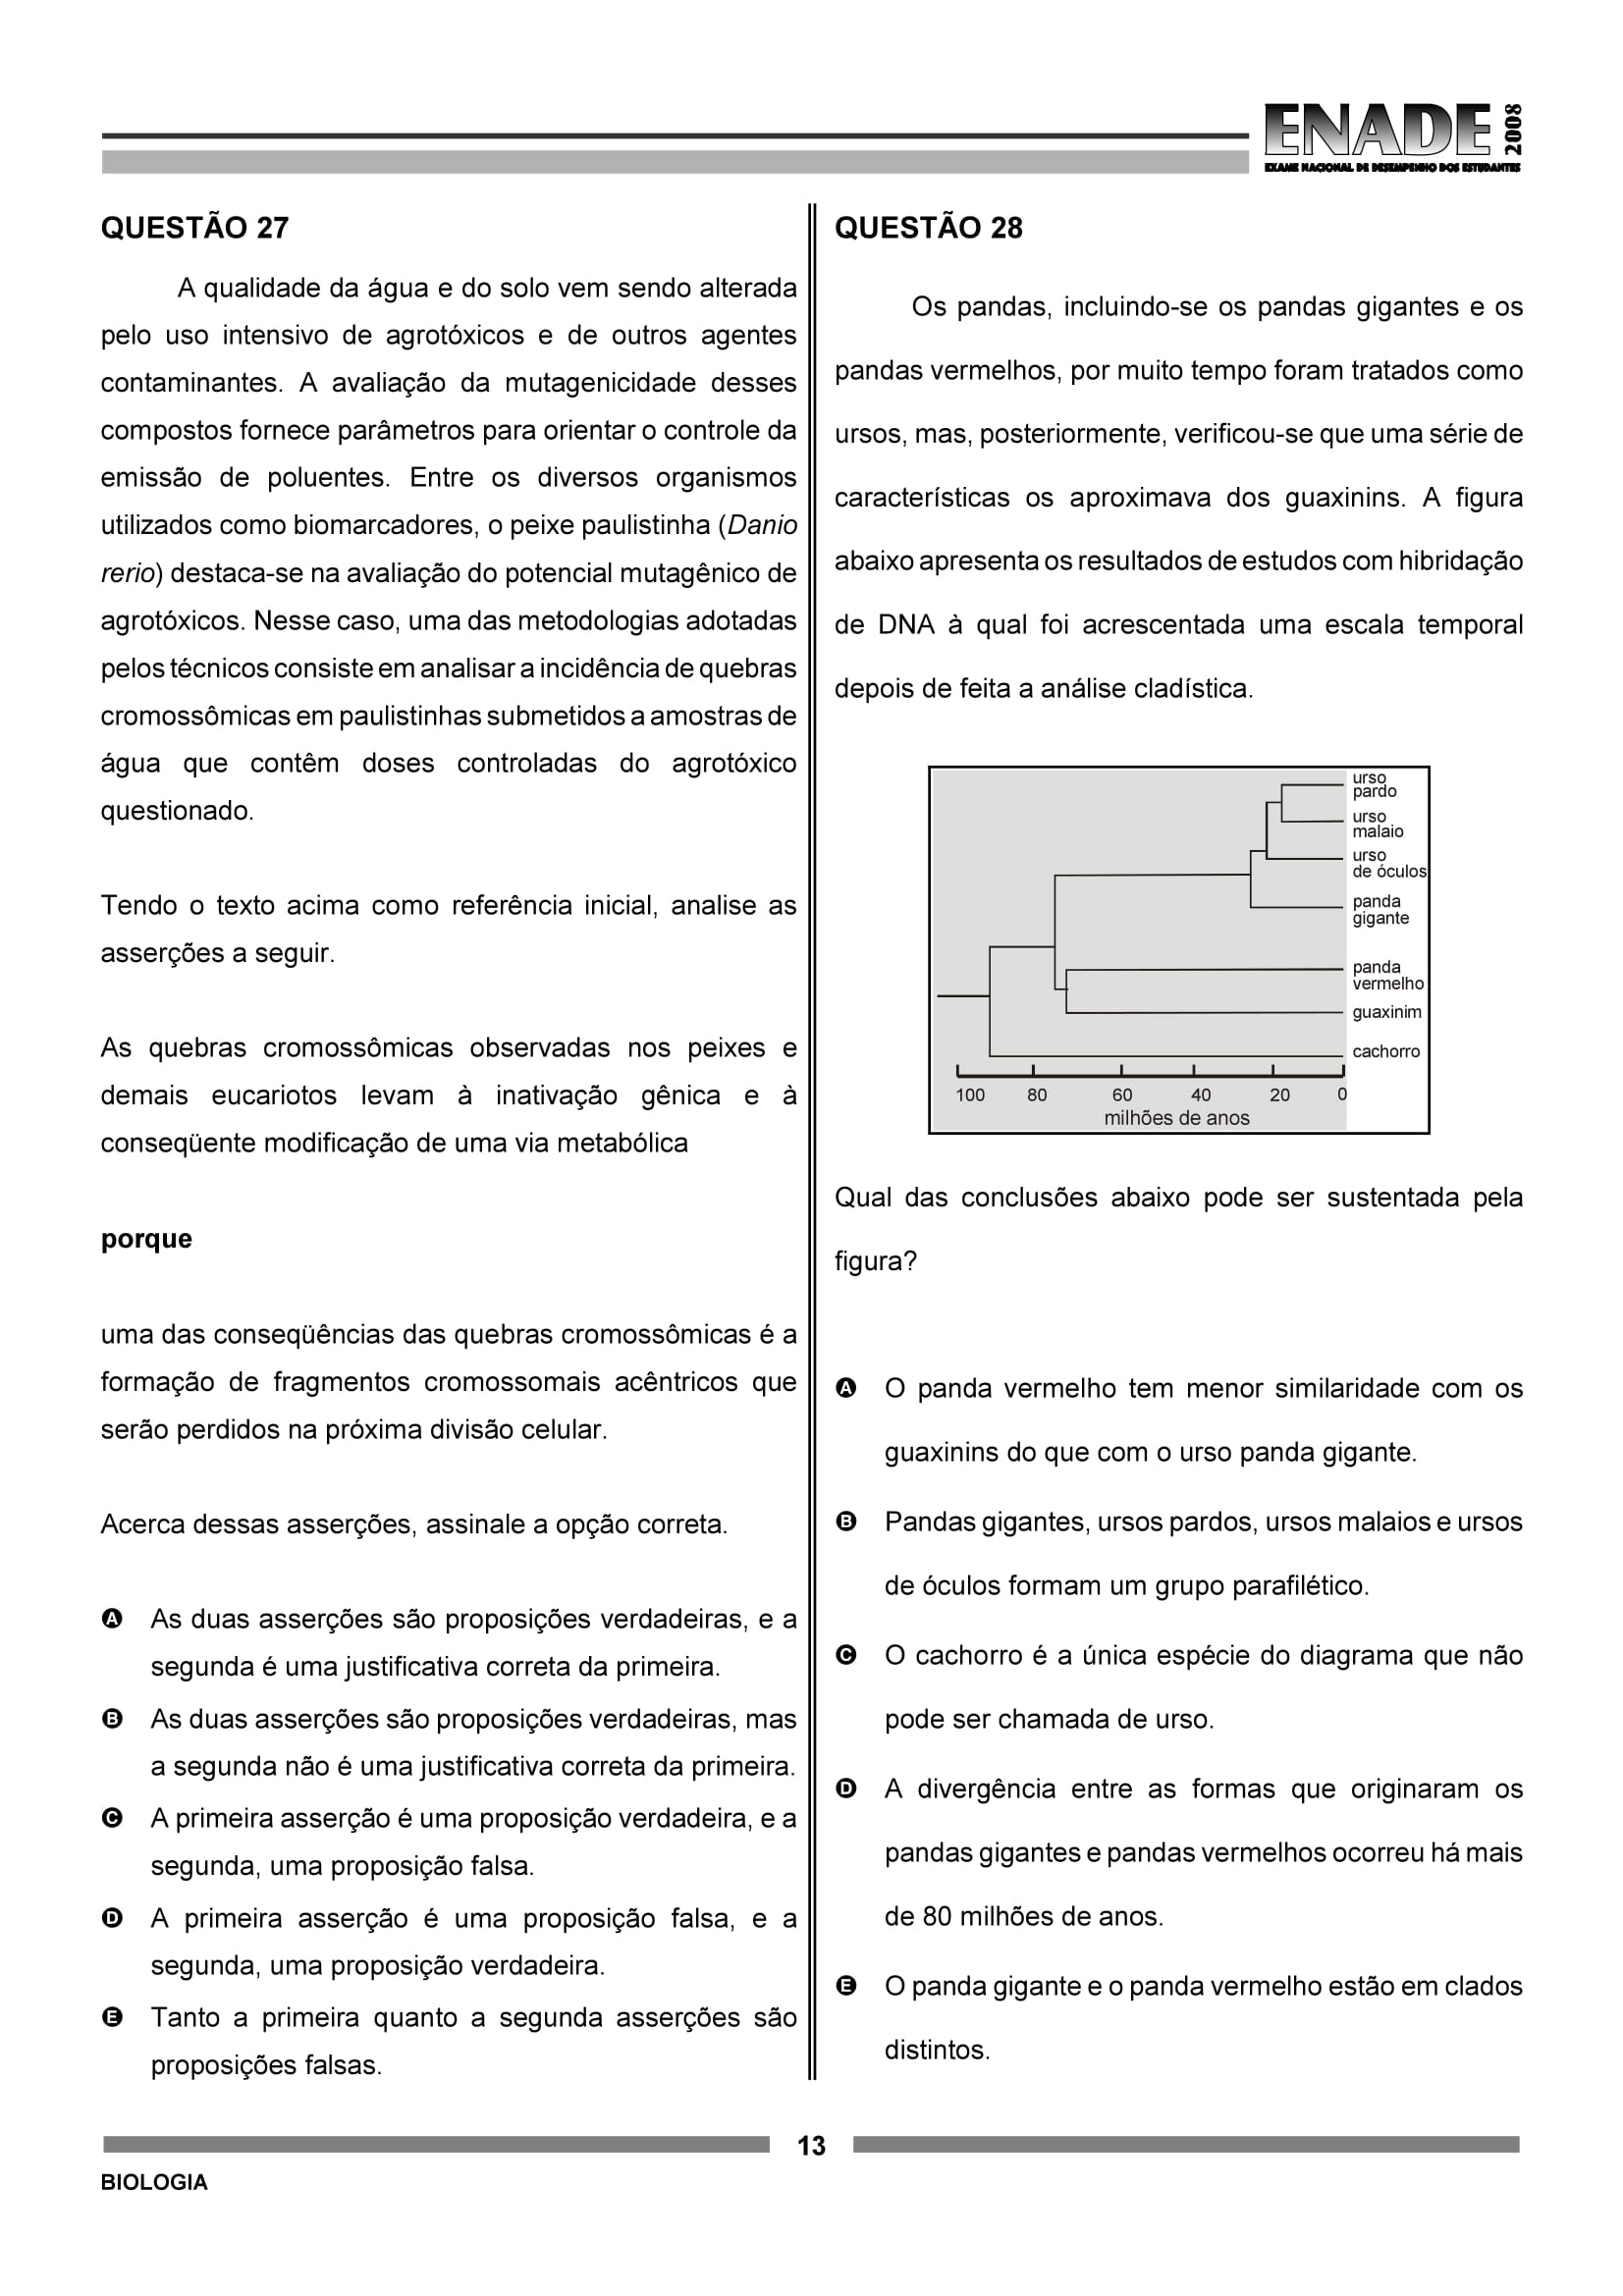 ENADE 2008
EXAME NACIONAL DE DESEMPENHO DOS ESTUDANTES
QUESTÃO 27
A qualidade da água e do solo vem sendo alterada
pelo uso intensivo de agrotóxicos e de outros agentes
contaminantes. A avaliação da mutagenicidade desses
compostos fornece parâmetros para orientar o controle da
emissão de poluentes. Entre os diversos organismos
utilizados como biomarcadores, o peixe paulistinha (Danio
rerio) destaca-se na avaliação do potencial mutagênico de
agrotóxicos. Nesse caso, uma das metodologias adotadas
pelos técnicos consiste em analisar a incidência de quebras
cromossômicas em paulistinhas submetidos a amostras de
água que contêm doses controladas do agrotóxico
questionado.
Tendo o texto acima como referência inicial, analise as
asserções a seguir.
As quebras cromossômicas observadas nos peixes e
demais eucariotos levam à inativação gênica e à
conseqüente modificação de uma via metabólica
porque
uma das conseqüências das quebras cromossômicas é a
formação de fragmentos cromossomais acêntricos que
serão perdidos na próxima divisão celular.
Acerca dessas asserções, assinale a opção correta.
A As duas asserções são proposições verdadeiras, e a
segunda é uma justificativa correta da primeira.
B As duas asserções são proposições verdadeiras, mas
a segunda não é uma justificativa correta da primeira.
C A primeira asserção é uma proposição verdadeira, e a
segunda, uma proposição falsa.
D A primeira asserção é uma proposição falsa, e a
segunda, uma proposição verdadeira.
E Tanto a primeira quanto a segunda asserções são
proposições falsas.
QUESTÃO 28
Os pandas, incluindo-se os pandas gigantes e os
pandas vermelhos, por muito tempo foram tratados como
ursos, mas, posteriormente, verificou-se que uma série de
características os aproximava dos guaxinins. A figura
abaixo apresenta os resultados de estudos com hibridação
de DNA à qual foi acrescentada uma escala temporal
depois de feita a análise cladística.
urso
pardo
urso
malaio
urso
de óculos
panda
gigante
panda
vermelho
guaxinim
cachorro
100 80 60 40 20 0
milhões de anos
Qual das conclusões abaixo pode ser sustentada pela
figura?
A O panda vermelho tem menor similaridade com os
guaxinins do que com o urso panda gigante.
B Pandas gigantes, ursos pardos, ursos malaios e ursos
de óculos formam um grupo parafilético.
C O cachorro é a única espécie do diagrama que não
pode ser chamada de urso.
D A divergência entre as formas que originaram os
pandas gigantes e pandas vermelhos ocorreu há mais
de 80 milhões de anos.
E O panda gigante e o panda vermelho estão em clados
distintos.
13
BIOLOGIA